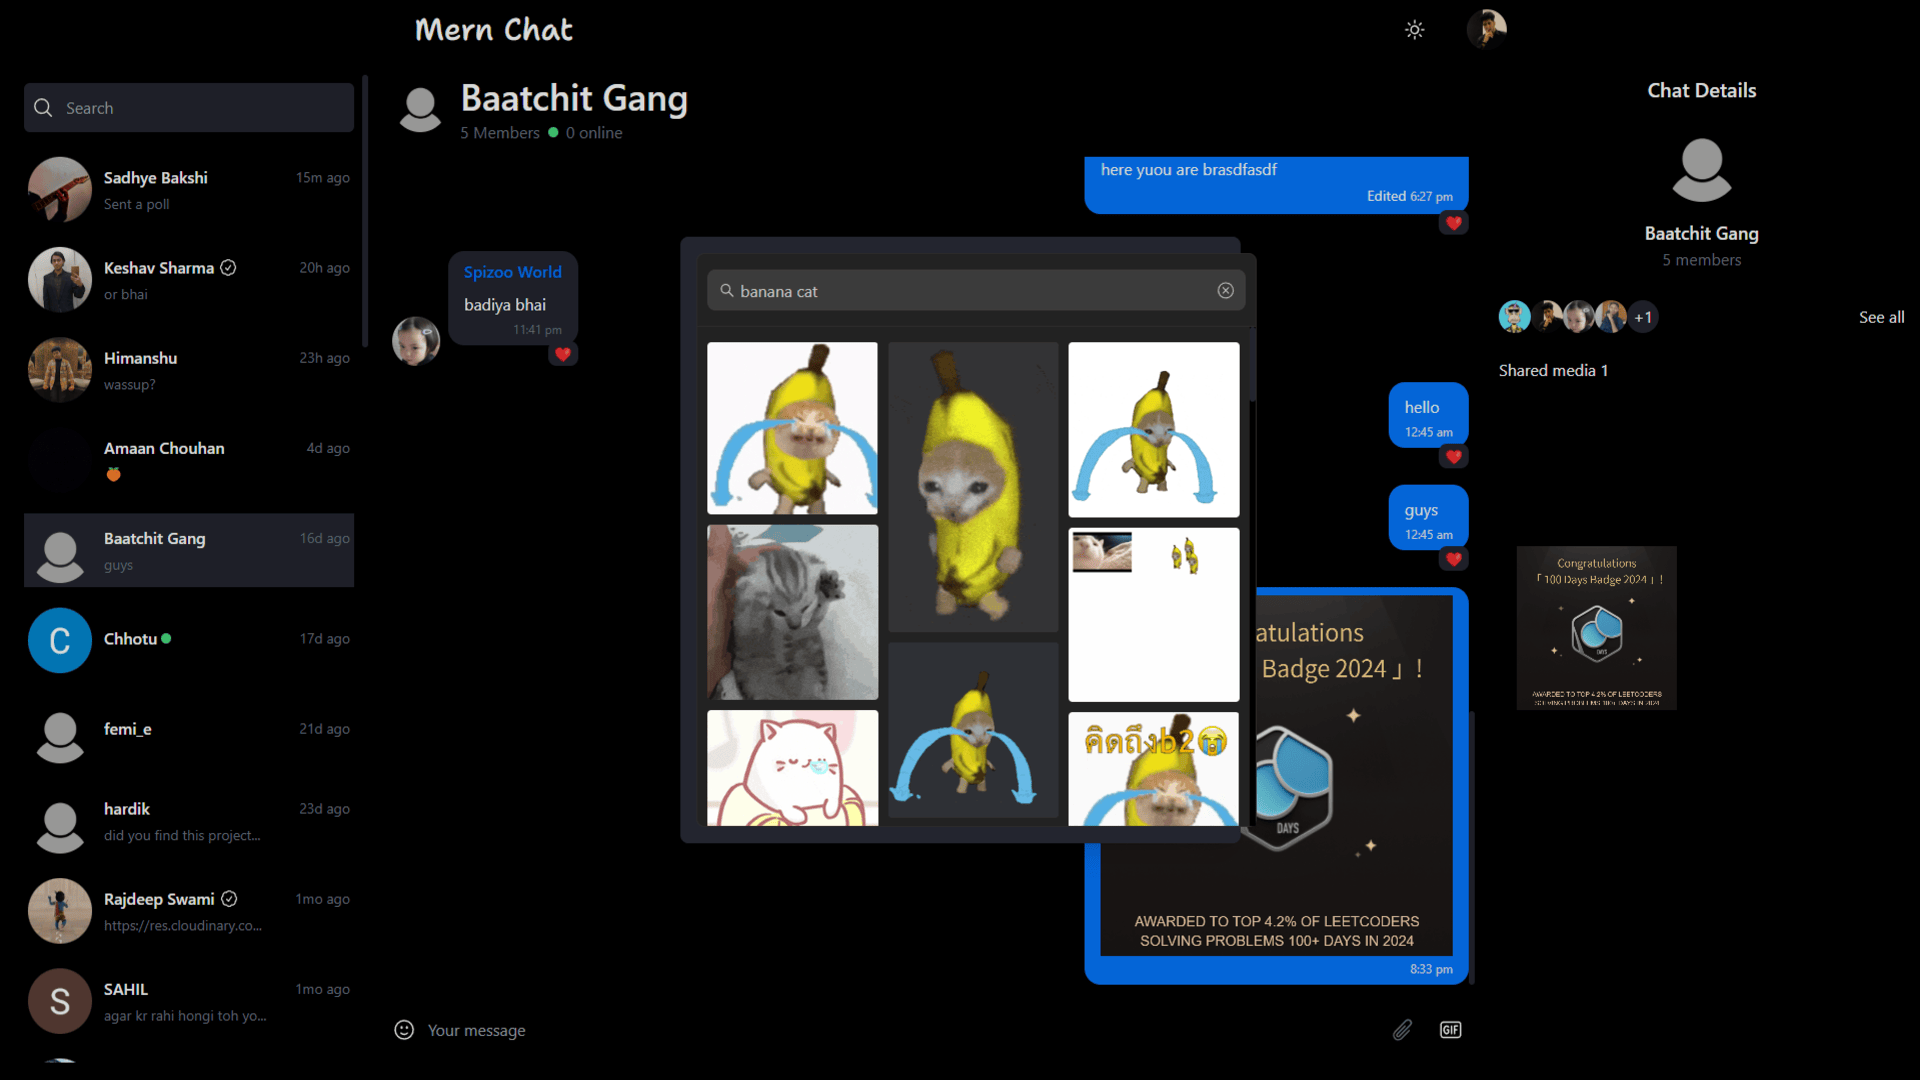 Mern Chat
Search
Sadhye Bakshi
15m ago
Sent a poll
Keshav Sharma
20h ago
or bhai
Himanshu
23h ago
wassup?
Amaan Chouhan
4d ago
Baatchit Gang
16d ago
guys
C
Chhotu
17d ago
femi_e
21d ago
hardik
23d ago
did you find this project...
Rajdeep Swami
1mo ago
https://res.cloudinary.co...
S
SAHIL
1mo ago
agar kr rahi hongi toh yo...
Baatchit Gang
5 Members
0 online
here yuou are brasdfasdf
Edited 6:27 pm
Spizoo World
badiya bhai
11:41 pm
banana cat
คิดถึงb2😭
hello
12:45 am
guys
12:45 am
atulations
Badge 2024 」!
DAYS
AWARDED TO TOP 4.2% OF LEETCODERS
SOLVING PROBLEMS 100+ DAYS IN 2024
8:33 pm
Your message
GIF
Chat Details
Baatchit Gang
5 members
+1
See all
Shared media 1
Congratulations
「 100 Days Badge 2024 」!
DAYS
AWARDED TO TOP 4.2% OF LEETCODERS
SOLVING PROBLEMS 100+ DAYS IN 2024